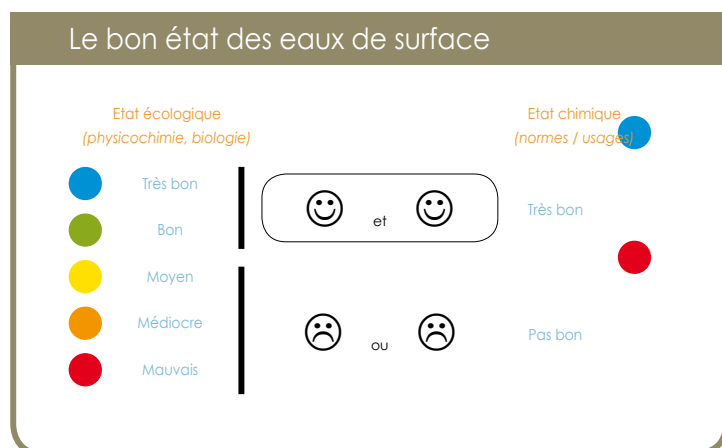 Le bon état des eaux de surface
Etat écologique
(physicochimie, biologie)
Etat chimique
(normes / usages)
Très bon
Bon
Moyen
Médiocre
Mauvais
et
ou
Très bon
Pas bon